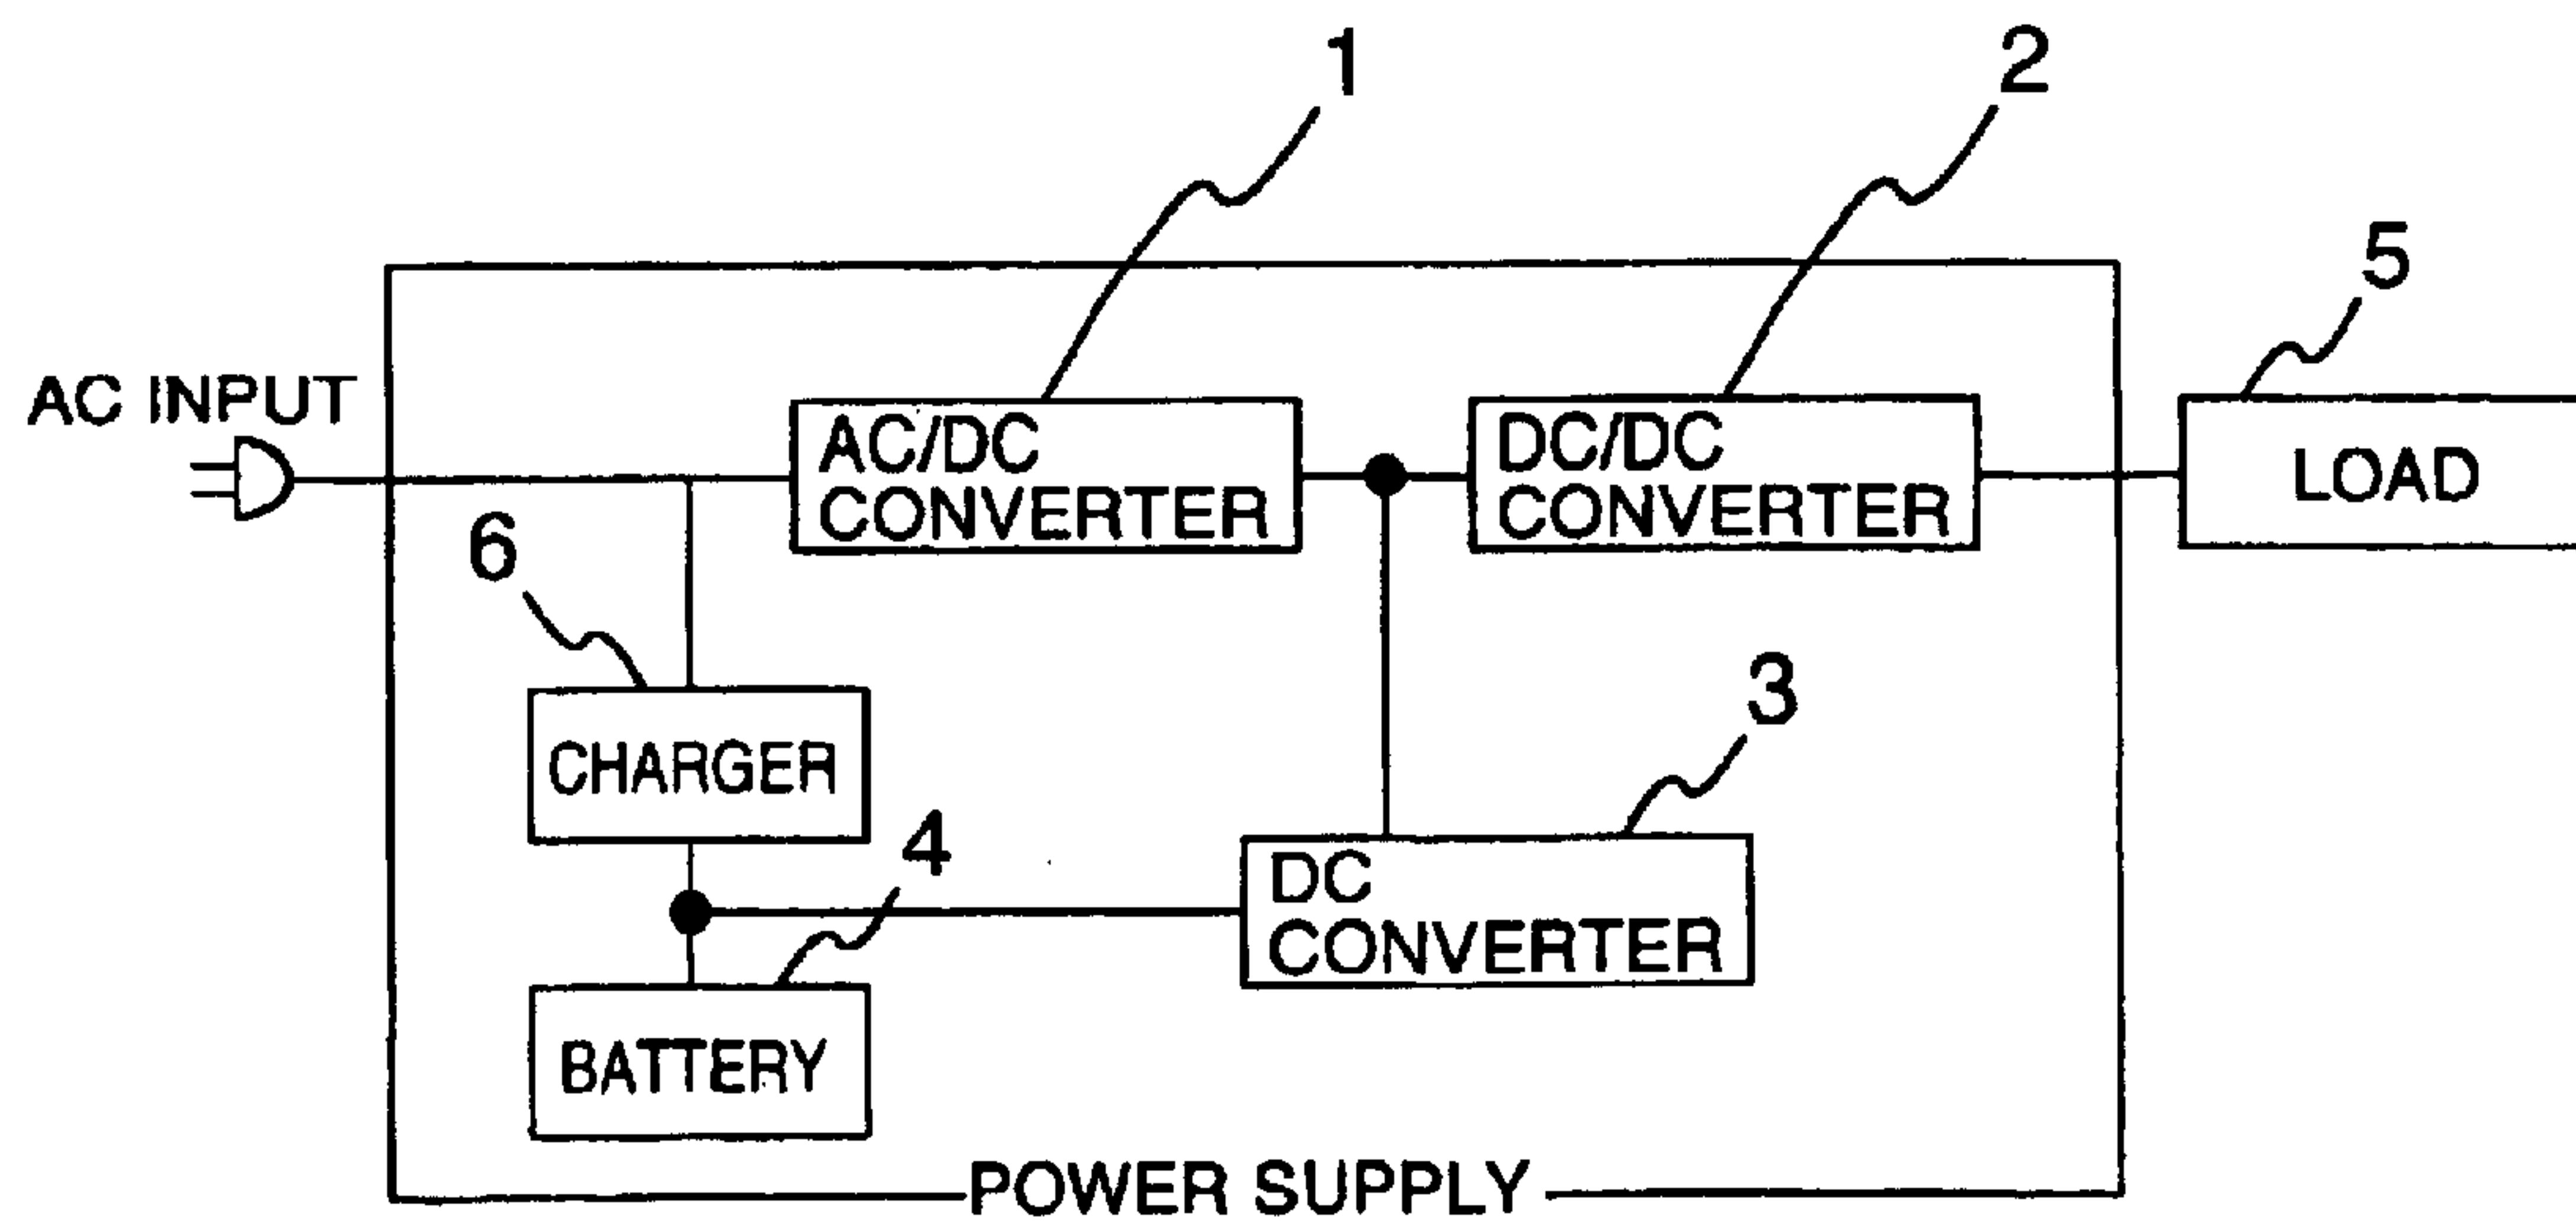 1
2
5
AC INPUT
AC/DC
CONVERTER
DC/DC
CONVERTER
LOAD
6
3
CHARGER
4
DC
CONVERTER
BATTERY
POWER SUPPLY